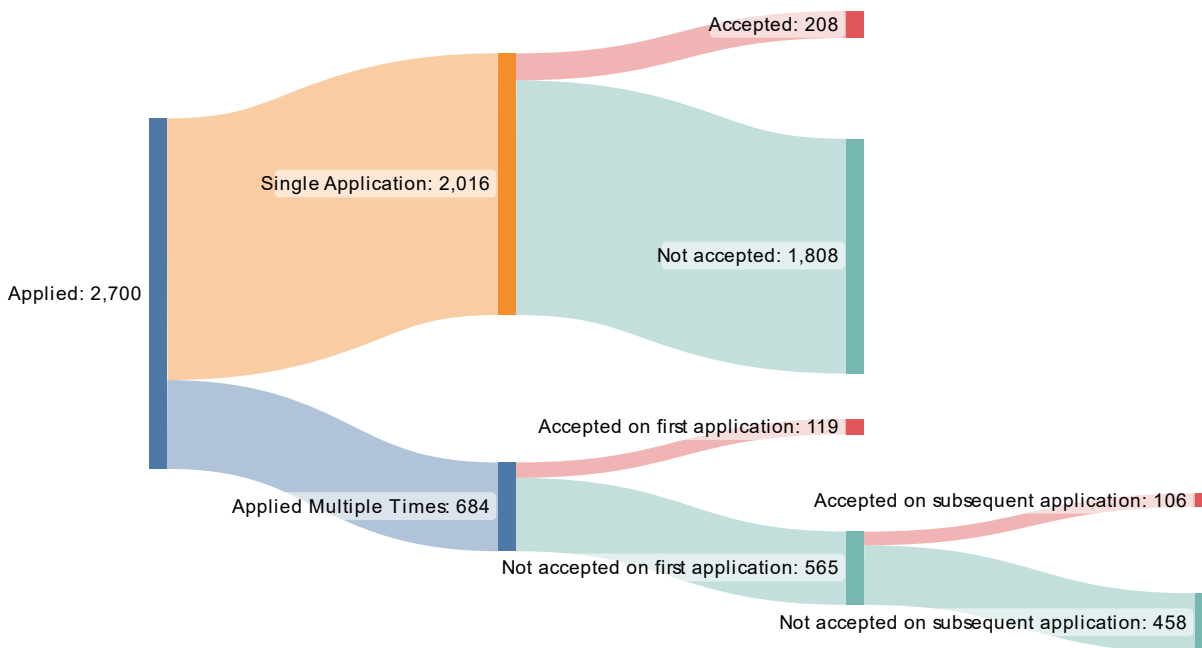 Accepted: 208
Single Application: 2,016
Not accepted: 1,808
Applied: 2,700
Accepted on first application: 119
Applied Multiple Times: 684
Accepted on subsequent application: 106
Not accepted on first application: 565
Not accepted on subsequent application: 458